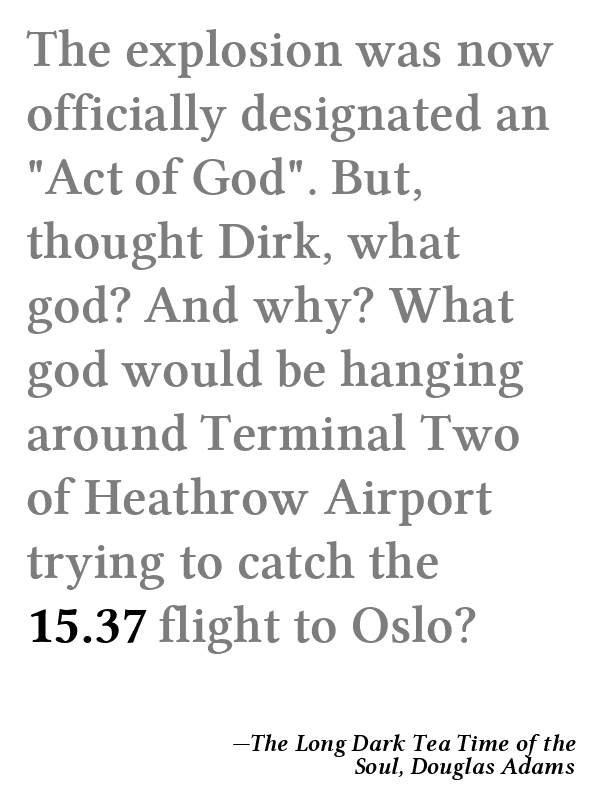 The explosion was now
officially designated an
"Act of God". But,
thought Dirk, what
god? And why? What
god would be hanging
around Terminal Two
of Heathrow Airport
trying to catch the
15.37 flight to Oslo?
—The Long Dark Tea Time of the
Soul, Douglas Adams